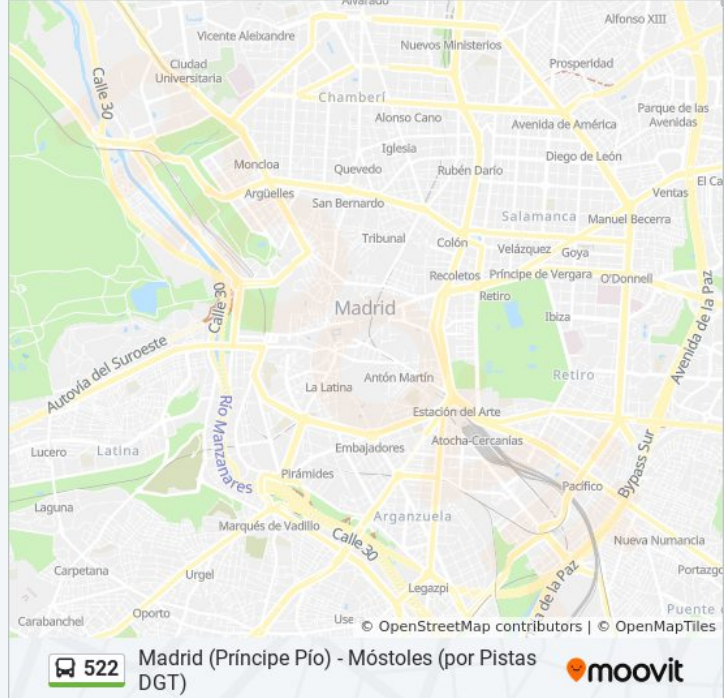 Alvarado
Alfonso XIII
Vicente Aleixandre
Nuevos Ministerios
Ciudad
Universitaria
Prosperidad
Calle 30
Chamberí
Parque de las
Avenidas
Alonso Cano
Avenida de América
Iglesia
Diego de León
Moncloa
Quevedo
Rubén Darío
El Ca
Argüelles
Ventas
San Bernardo
Salamanca
Manuel Becerra
Tribunal
Colón
Velázquez
Goya
Recoletos
Príncipe de Vergara
O'Donnell
Calle 30
Retiro
Madrid
Ibiza
Avenida de la Paz
Autovía del Suroeste
Antón Martín
Retiro
La Latina
Estación del Arte
Río Manzanares
Atocha-Cercanías
Lucero
Latina
Embajadores
Bypass Sur
Pirámides
Pacífico
Laguna
Arganzuela
Marqués de Vadillo
Calle 30
Nueva Numancia
Carpetana
Urgel
Portazgo
Legazpi
a de la Paz
Oporto
Puente
Carabanchel
Use
© OpenStreetMap contributors | © OpenMapTiles
522
Madrid (Príncipe Pío) - Móstoles (por Pistas
DGT)
moovit